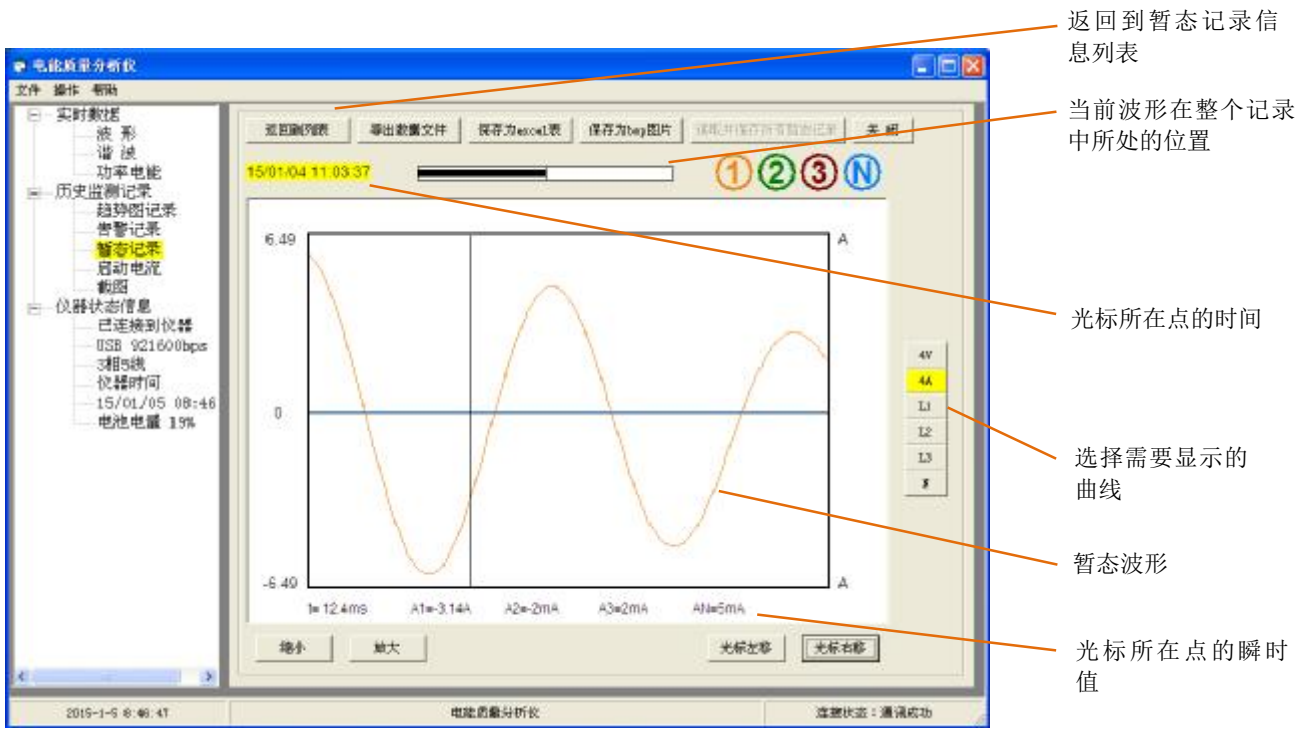 返回到暂态记录信
息列表
电能质量分析仪
文件 操作 帮助
实时数据
波 形
谐 波
功率电能
历史监测记录
趋势图记录
告警记录
暂态记录
启动电流
截图
仪器状态信息
已连接到仪器
USB 921600bps
3相5线
仪器时间
15/01/05 08:46
电池电量 19%
返回到列表 导出数据文件 保存为excel表 保存为bmp图片 读取并保存所有暂态记录 关 闭
当前波形在整个记录
中所处的位置
15/01/04 11:03:37
1 2 3 N
6.49 A
光标所在点的时间
4V
4A
L1
L2
L3
0
选择需要显示的
曲线
暂态波形
-6.49 A
t= 12.4ms A1=-3.14A A2=-2mA A3=2mA AN=5mA
缩小 放大 光标左移 光标右移
光标所在点的瞬时
值
2015-1-5 8:46:47 电能质量分析仪 连接状态：通讯成功